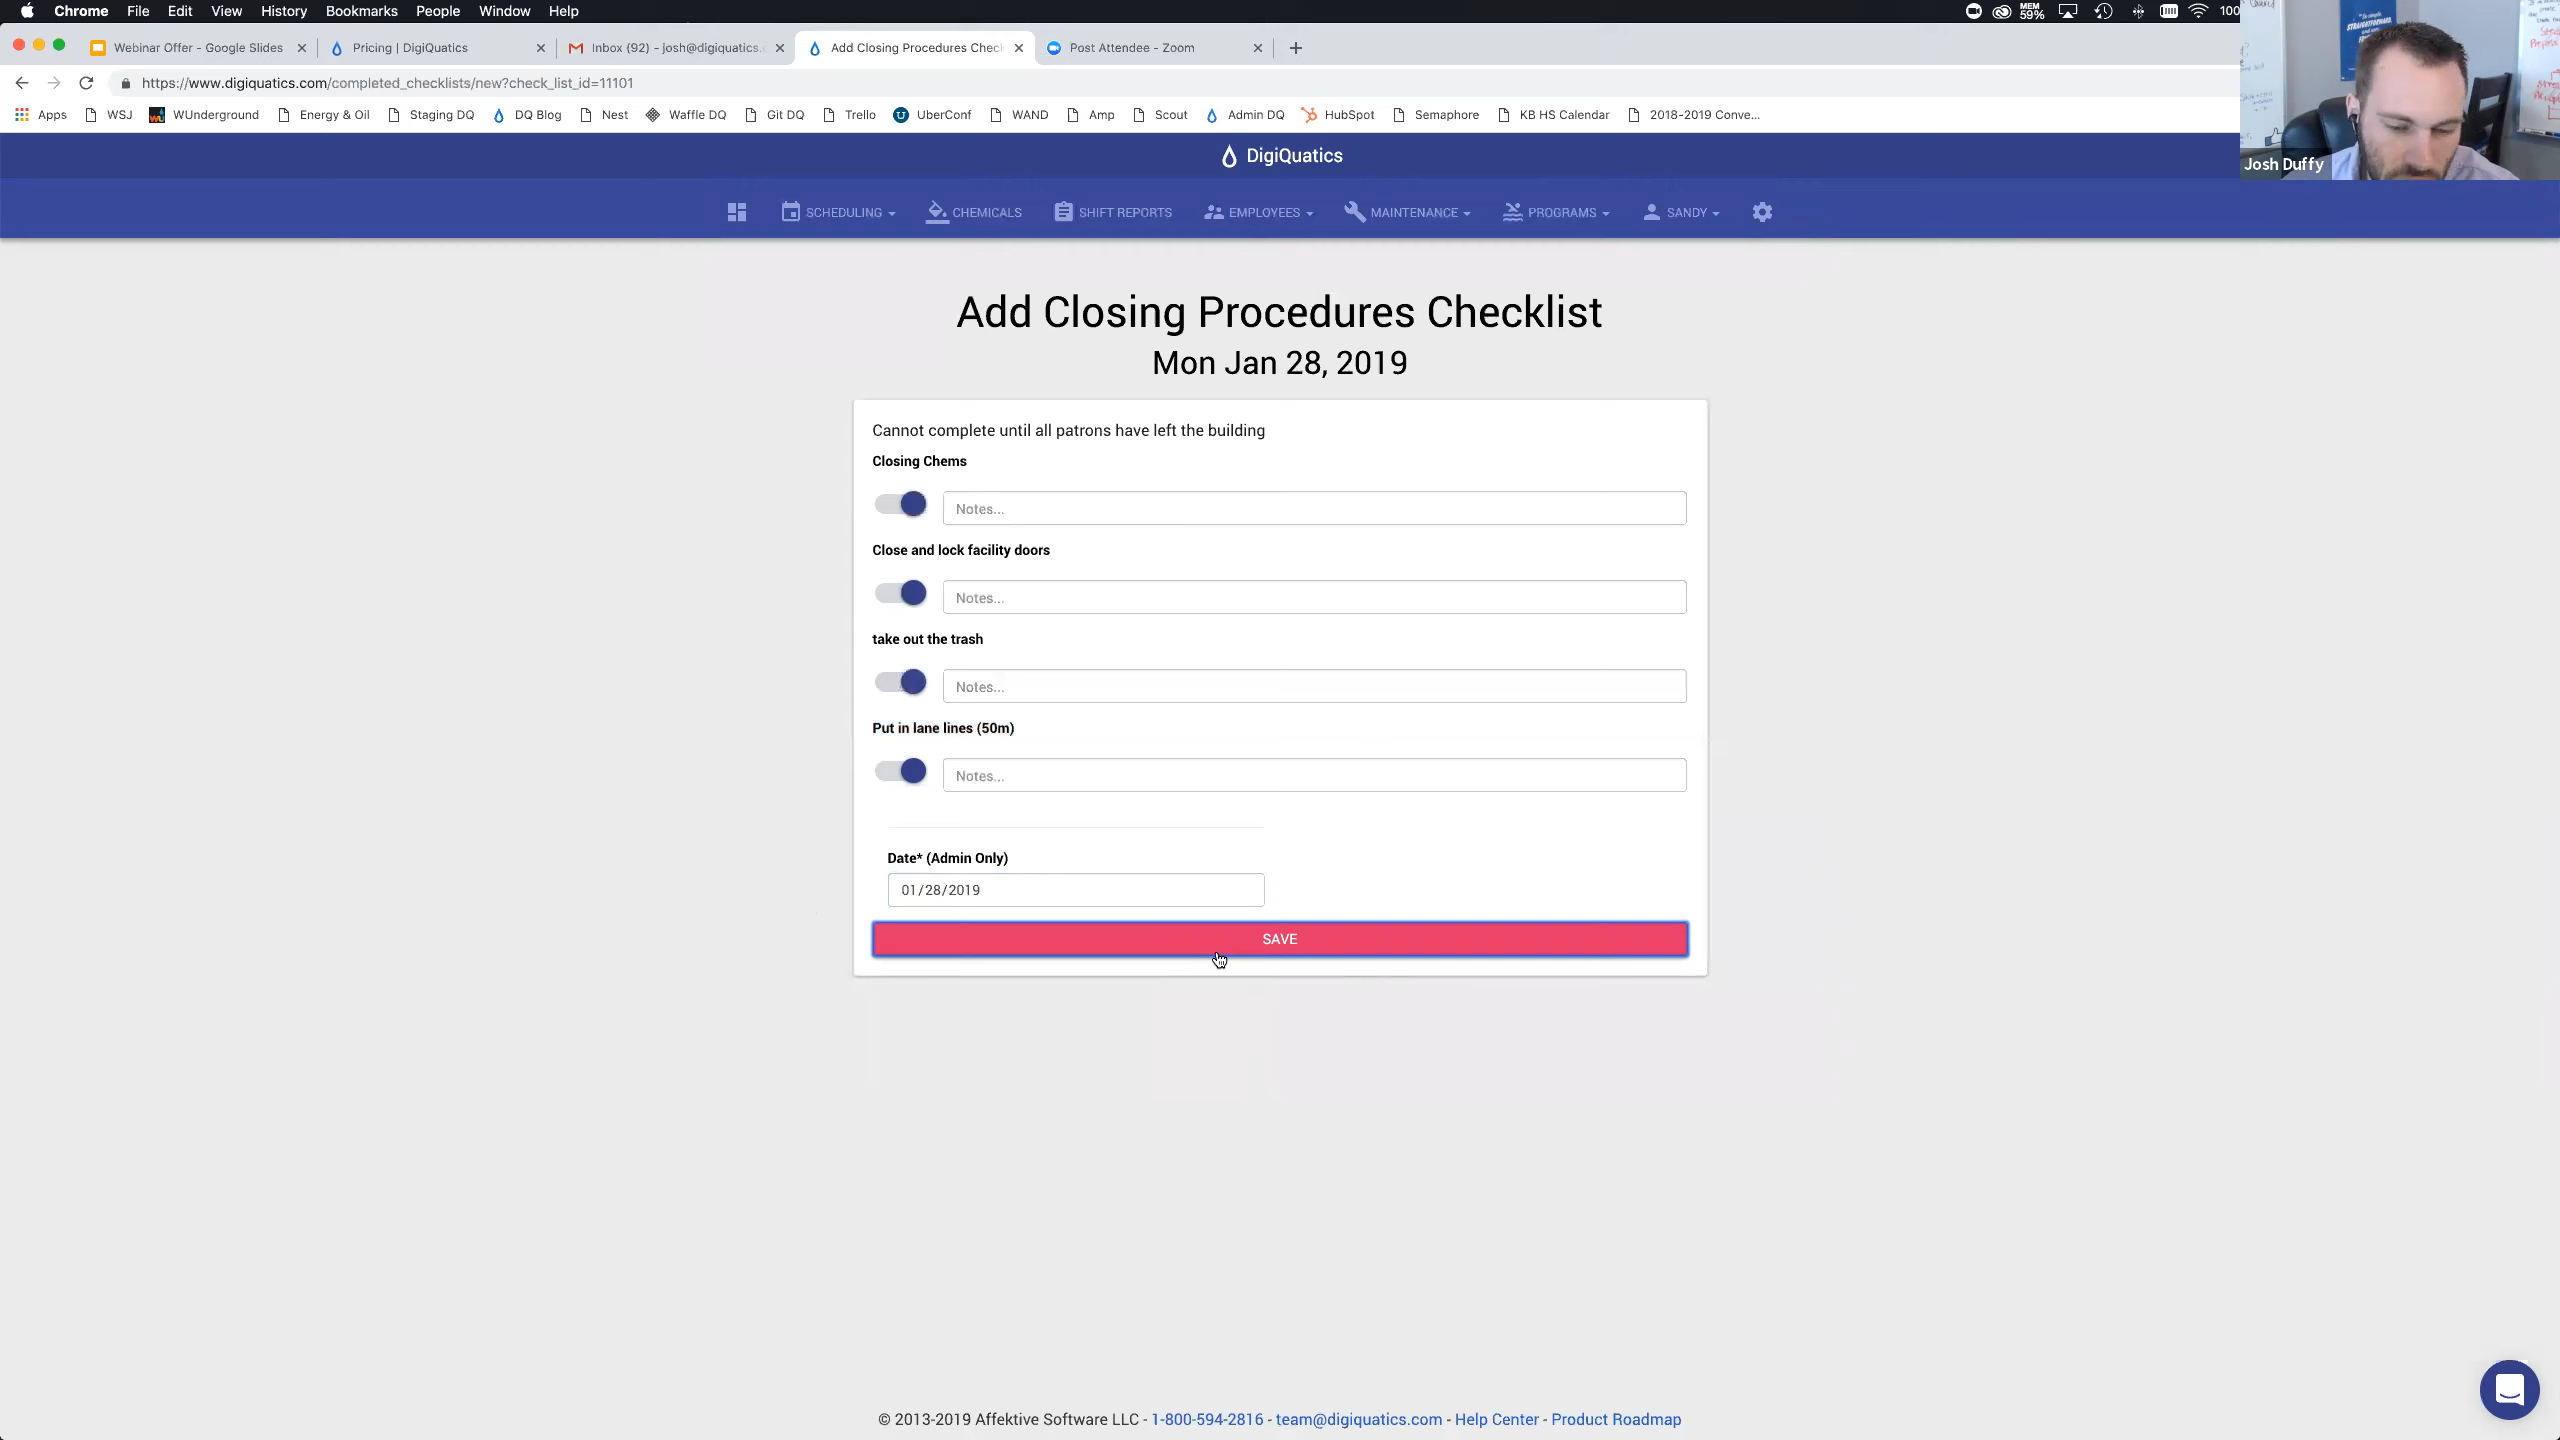 Chrome File Edit View History Bookmarks People Window Help MEM 59% 100
Webinar Offer - Google Slides Pricing | DigiQuatics Inbox (92) - josh@digiquatics.c Add Closing Procedures Chec Post Attendee - Zoom
https://www.digiquatics.com/completed_checklists/new?check_list_id=11101
Apps WSJ WUnderground Energy & Oil Staging DQ DQ Blog Nest Waffle DQ Git DQ Trello UberConf WAND Amp Scout Admin DQ HubSpot Semaphore KB HS Calendar 2018-2019 Conve...
Josh Duffy
DigiQuatics
SCHEDULING CHEMICALS SHIFT REPORTS EMPLOYEES MAINTENANCE PROGRAMS SANDY
Add Closing Procedures Checklist
Mon Jan 28, 2019
Cannot complete until all patrons have left the building
Closing Chems
Notes...
Close and lock facility doors
Notes...
take out the trash
Notes...
Put in lane lines (50m)
Notes...
Date* (Admin Only)
01/28/2019
SAVE
© 2013-2019 Affektive Software LLC - 1-800-594-2816 - team@digiquatics.com - Help Center - Product Roadmap